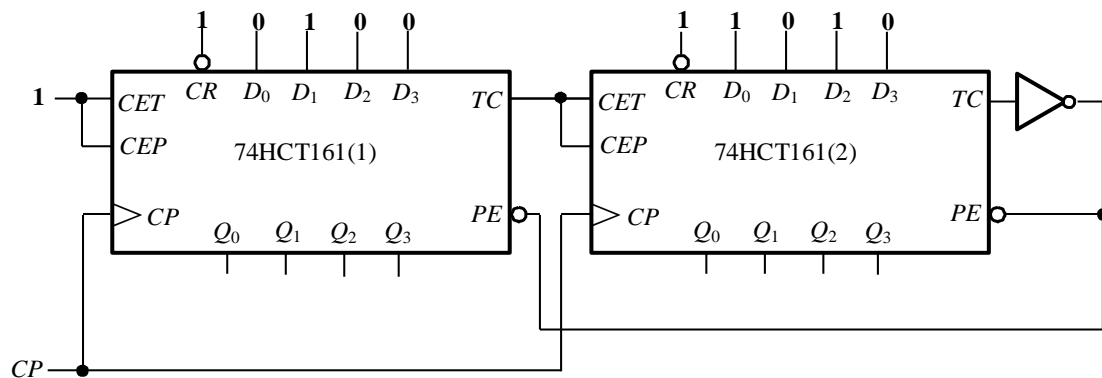 1 0 1 0 0 1 1 0 1 0
CR D₀ D₁ D₂ D₃ CR D₀ D₁ D₂ D₃
1 CET TC CET TC
CEP 74HCT161(1) CEP 74HCT161(2)
CP PE CP PE
Q₀ Q₁ Q₂ Q₃ Q₀ Q₁ Q₂ Q₃
CP